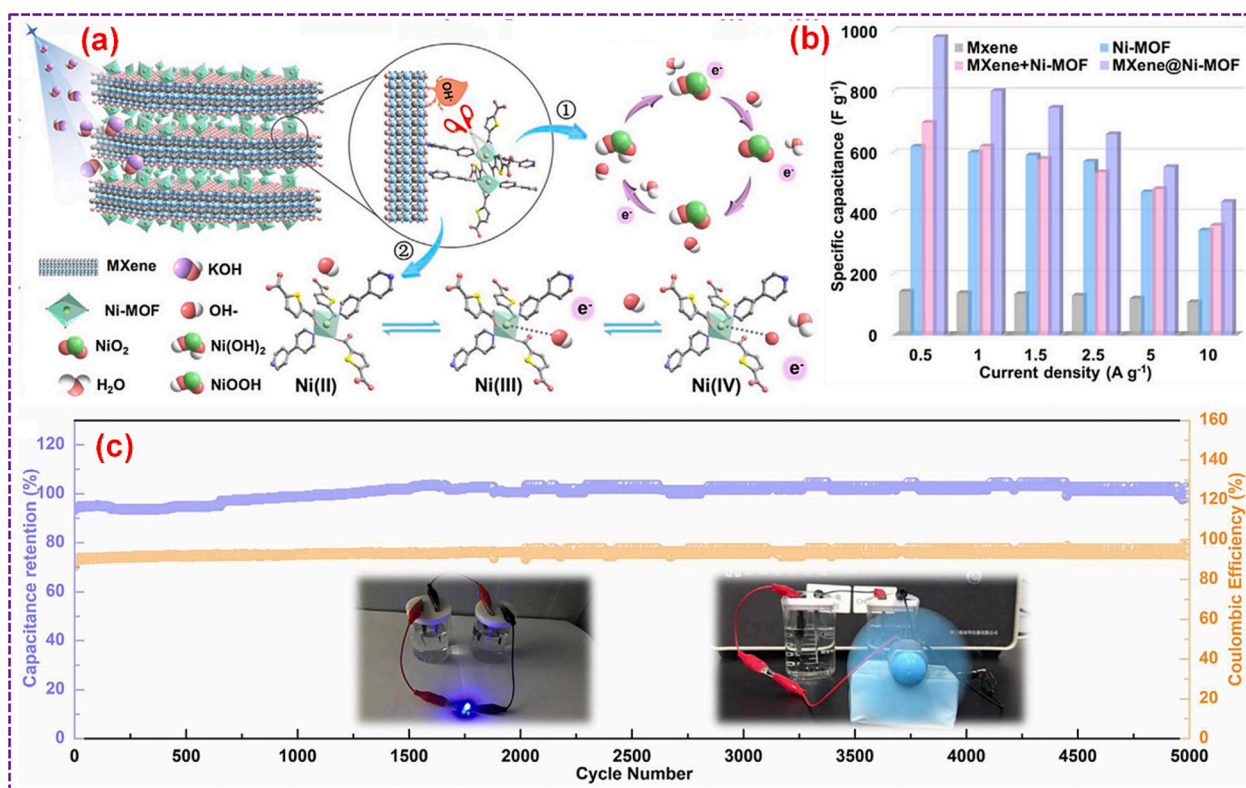 (a)
OH⁻
①
②
e⁻
e⁻
e⁻
e⁻
MXene
KOH
Ni-MOF
OH-
NiO₂
Ni(OH)₂
H₂O
NiOOH
e⁻
e⁻
Ni(II)
Ni(III)
Ni(IV)
(b)
Mxene
Ni-MOF
MXene+Ni-MOF
MXene@Ni-MOF
Specific capacitance (F g⁻¹)
1000
800
600
400
200
0
0.5 1 1.5 2.5 5 10
Current density (A g⁻¹)
(c)
Capacitance retention (%)
120
100
80
60
40
20
0
160
140
120
100
80
60
40
20
0
Coulombic Efficiency (%)
0 500 1000 1500 2000 2500 3000 3500 4000 4500 5000
Cycle Number